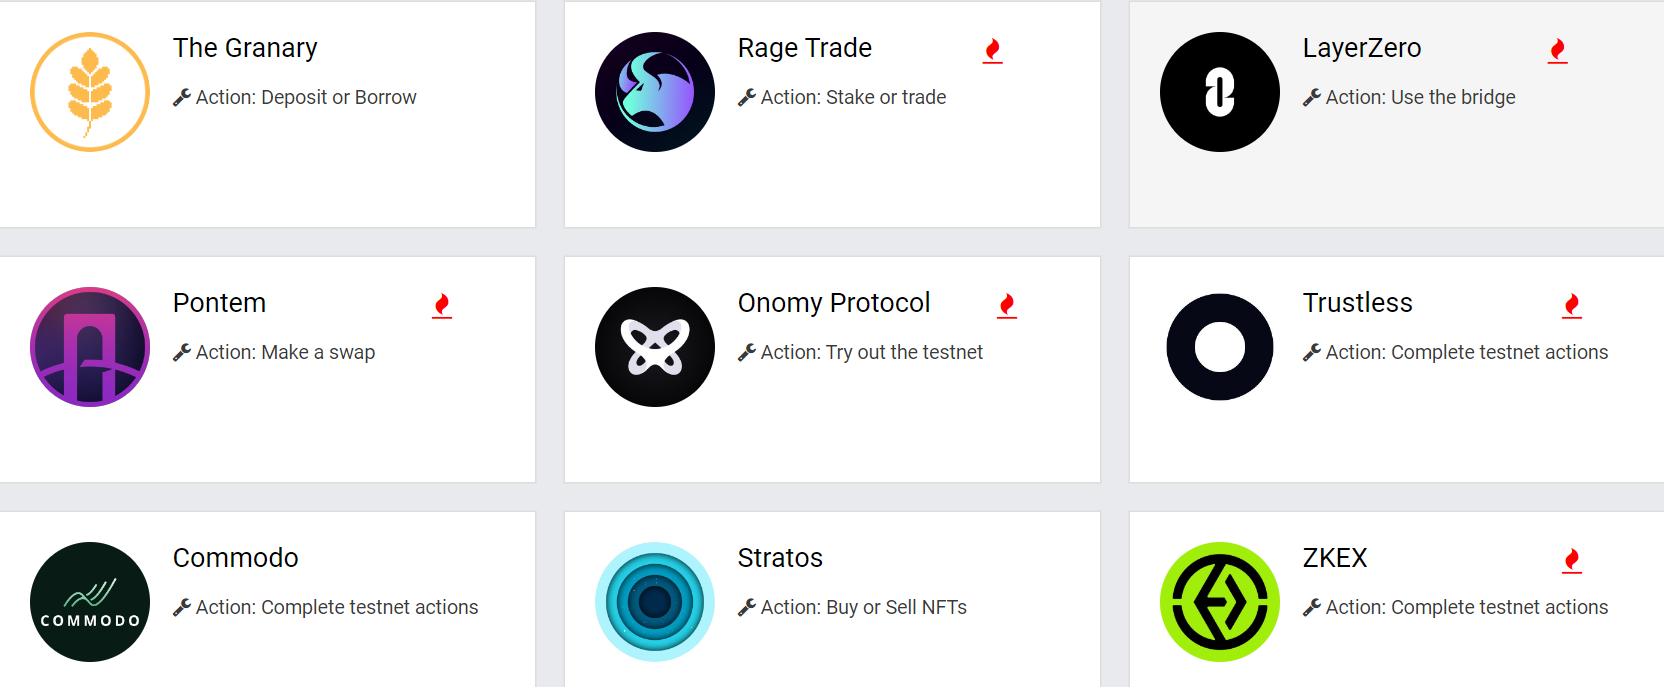 The Granary
Action: Deposit or Borrow
Rage Trade
Action: Stake or trade
LayerZero
Action: Use the bridge
Pontem
Action: Make a swap
Onomy Protocol
Action: Try out the testnet
Trustless
Action: Complete testnet actions
COMMODO
Commodo
Action: Complete testnet actions
Stratos
Action: Buy or Sell NFTs
ZKEX
Action: Complete testnet actions